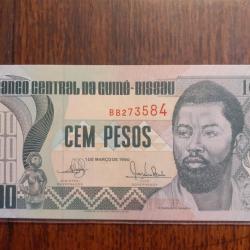 BANCO CENTRAL DA GUINÉ-BISSAU
BB273584
CEM PESOS
1 DE MARÇO DE 1990